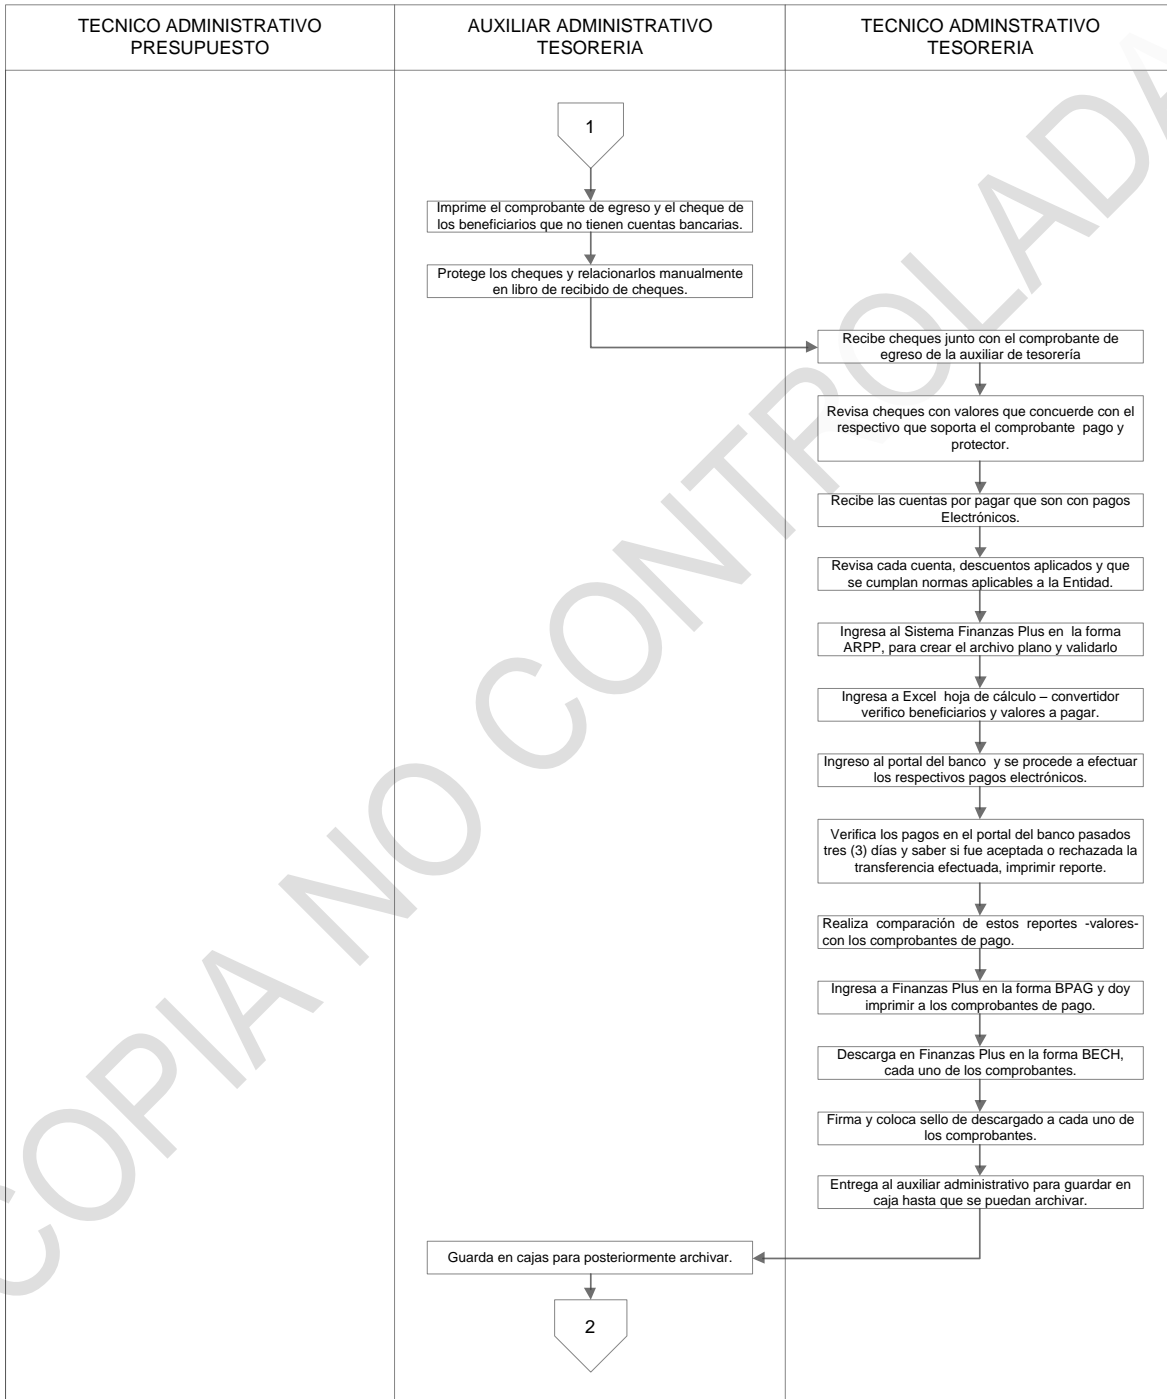 TECNICO ADMINISTRATIVO
PRESUPUESTO
AUXILIAR ADMINISTRATIVO
TESORERIA
TECNICO ADMINSTRATIVO
TESORERIA
1
Imprime el comprobante de egreso y el cheque de
los beneficiarios que no tienen cuentas bancarias.
Protege los cheques y relacionarlos manualmente
en libro de recibido de cheques.
Recibe cheques junto con el comprobante de
egreso de la auxiliar de tesorería
Revisa cheques con valores que concuerde con el
respectivo que soporta el comprobante pago y
protector.
Recibe las cuentas por pagar que son con pagos
Electrónicos.
Revisa cada cuenta, descuentos aplicados y que
se cumplan normas aplicables a la Entidad.
Ingresa al Sistema Finanzas Plus en la forma
ARPP, para crear el archivo plano y validarlo
Ingresa a Excel hoja de cálculo – convertidor
verifico beneficiarios y valores a pagar.
Ingreso al portal del banco y se procede a efectuar
los respectivos pagos electrónicos.
Verifica los pagos en el portal del banco pasados
tres (3) días y saber si fue aceptada o rechazada la
transferencia efectuada, imprimir reporte.
Realiza comparación de estos reportes -valores-
con los comprobantes de pago.
Ingresa a Finanzas Plus en la forma BPAG y doy
imprimir a los comprobantes de pago.
Descarga en Finanzas Plus en la forma BECH,
cada uno de los comprobantes.
Firma y coloca sello de descargado a cada uno de
los comprobantes.
Entrega al auxiliar administrativo para guardar en
caja hasta que se puedan archivar.
Guarda en cajas para posteriormente archivar.
2
COPIA NO CONTROLADA